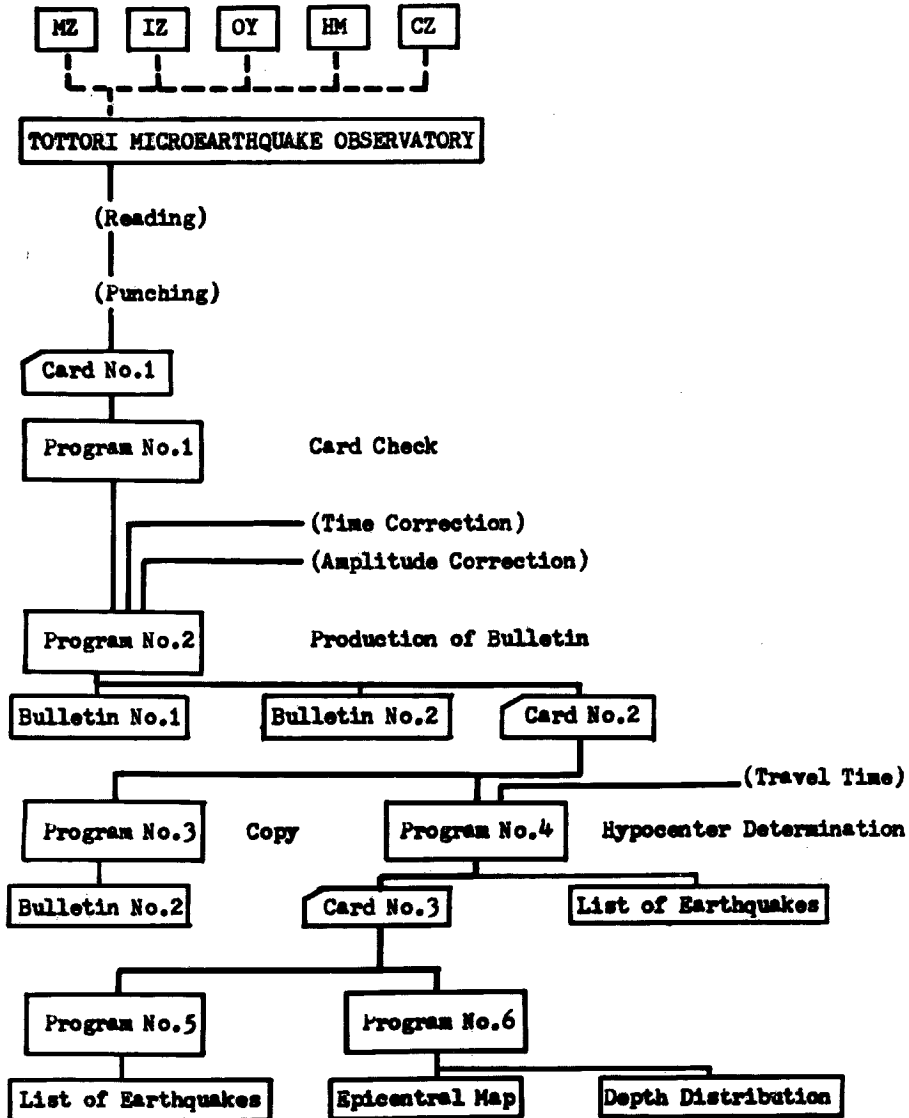 MZ IZ OY HM CZ
TOTTORI MICROEARTHQUAKE OBSERVATORY
(Reading)
(Punching)
Card No.1
Program No.1 Card Check
(Time Correction)
(Amplitude Correction)
Program No.2 Production of Bulletin
Bulletin No.1 Bulletin No.2 Card No.2
(Travel Time)
Program No.3 Copy Program No.4 Hypocenter Determination
Bulletin No.2 Card No.3 List of Earthquakes
Program No.5 Program No.6
List of Earthquakes Epicentral Map Depth Distribution